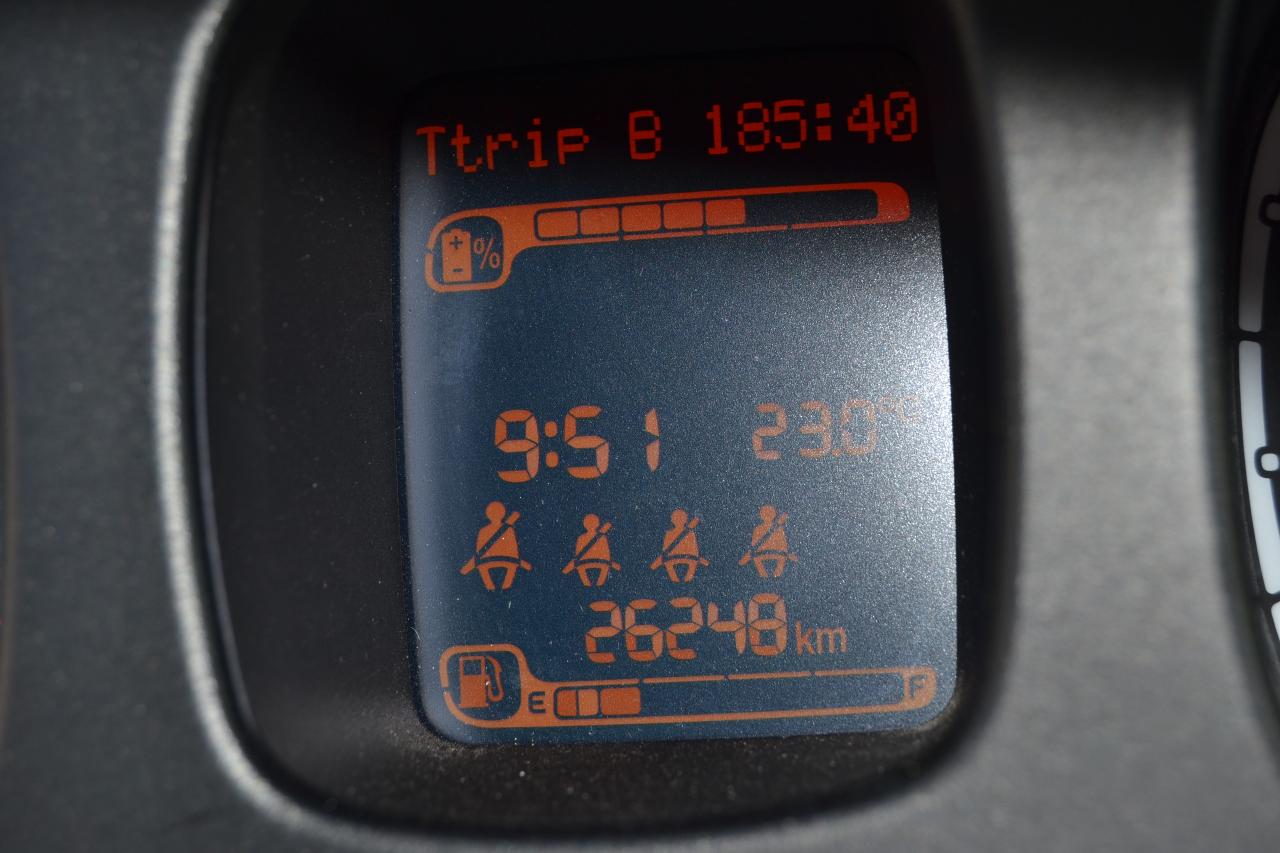 Ttrip B 185:40
+ - %
9:51 23.0°C
26248 km
E F